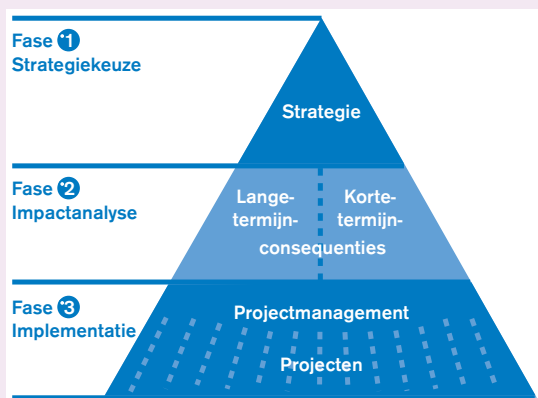 Fase 1
Strategiekeuze
Strategie
Fase 2
Impactanalyse
Lange-
termijn-
Korte-
termijn-
consequenties
Fase 3
Implementatie
Projectmanagement
Projecten